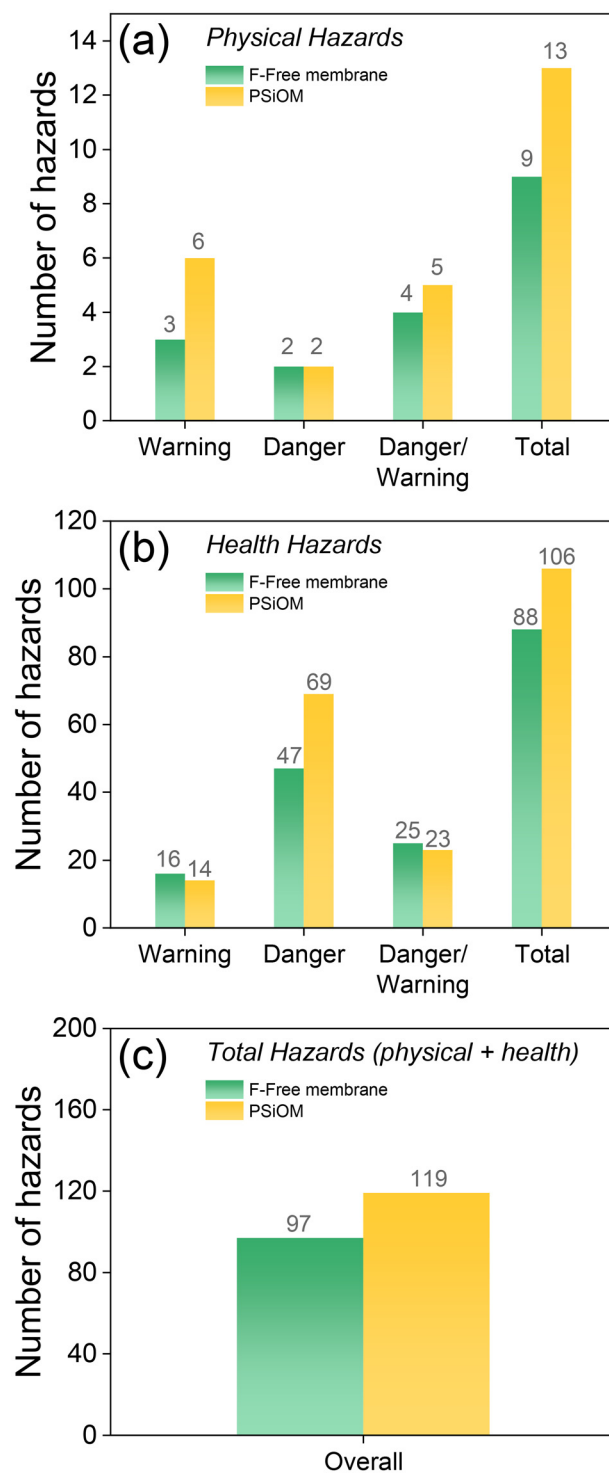 (a) Physical Hazards
F-Free membrane
PSiOM
Number of hazards
14
12
10
8
6
4
2
0
3
6
2 2
4
5
9
13
Warning Danger Danger/ Total
Warning
(b) Health Hazards
F-Free membrane
PSiOM
Number of hazards
120
100
80
60
40
20
0
16
14
47
69
25
23
88
106
Warning Danger Danger/ Total
Warning
(c) Total Hazards (physical + health)
F-Free membrane
PSiOM
Number of hazards
200
160
120
80
40
0
97
119
Overall